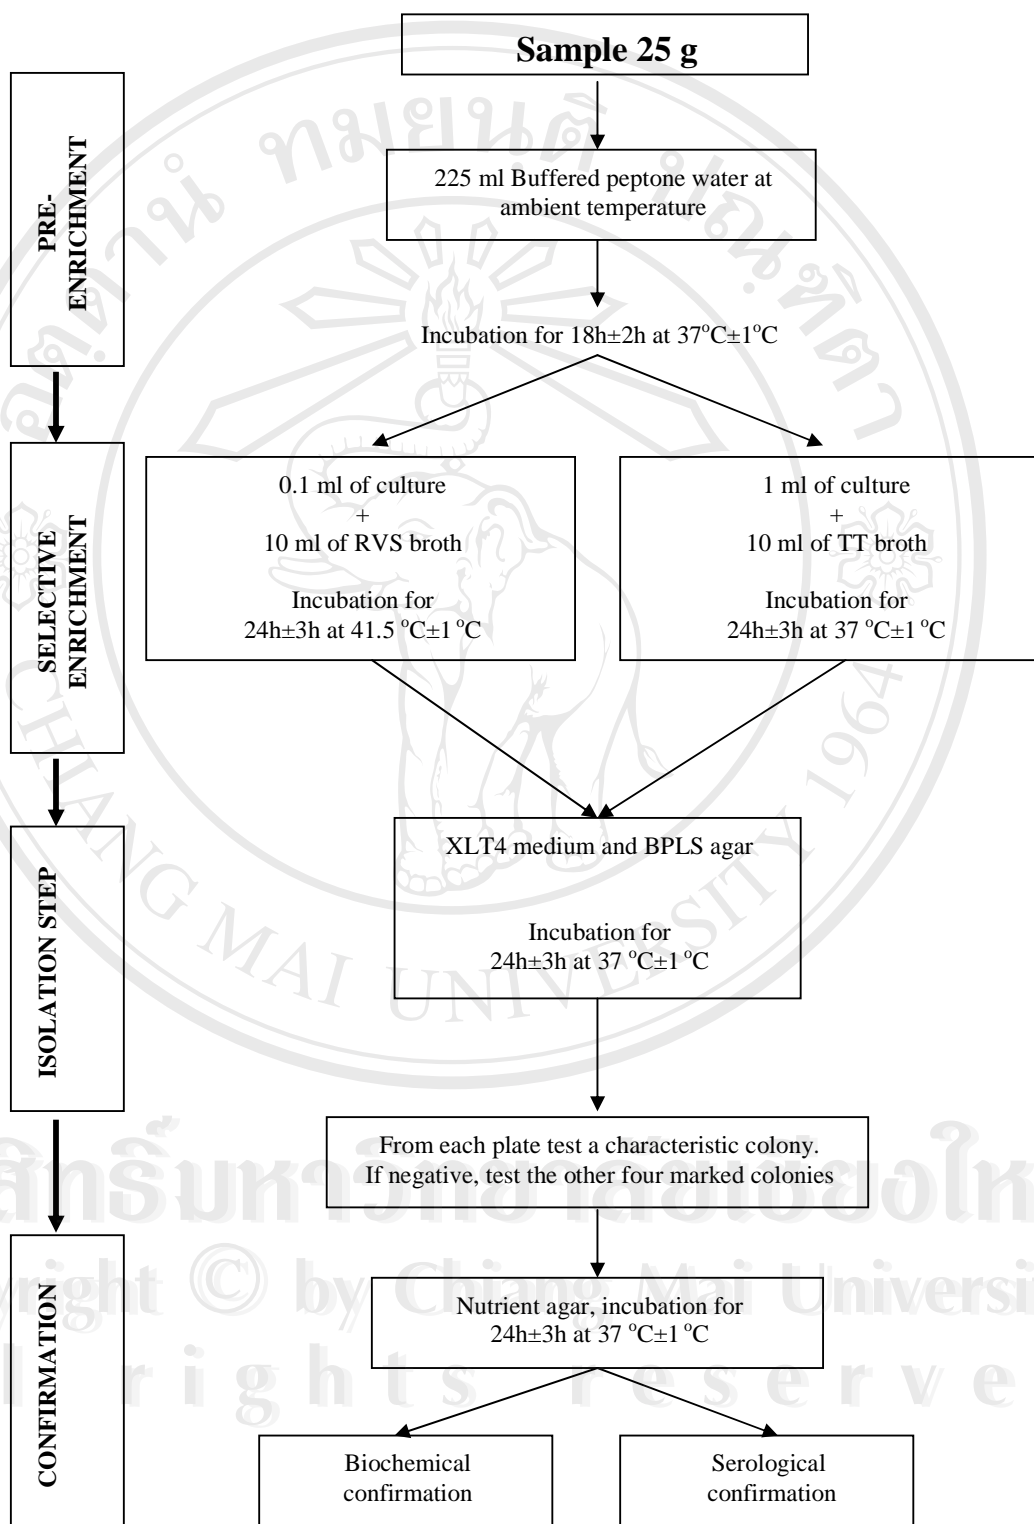 Sample 25 g
PRE-
ENRICHMENT
225 ml Buffered peptone water at
ambient temperature
Incubation for 18h±2h at 37°C±1°C
SELECTIVE
ENRICHMENT
0.1 ml of culture
+
10 ml of RVS broth
Incubation for
24h±3h at 41.5 °C±1 °C
1 ml of culture
+
10 ml of TT broth
Incubation for
24h±3h at 37 °C±1 °C
ISOLATION STEP
XLT4 medium and BPLS agar
Incubation for
24h±3h at 37 °C±1 °C
From each plate test a characteristic colony.
If negative, test the other four marked colonies
CONFIRMATION
Nutrient agar, incubation for
24h±3h at 37 °C±1 °C
Biochemical
confirmation
Serological
confirmation
CHIANG MAI UNIVERSITY 1964
by Chiang Mai